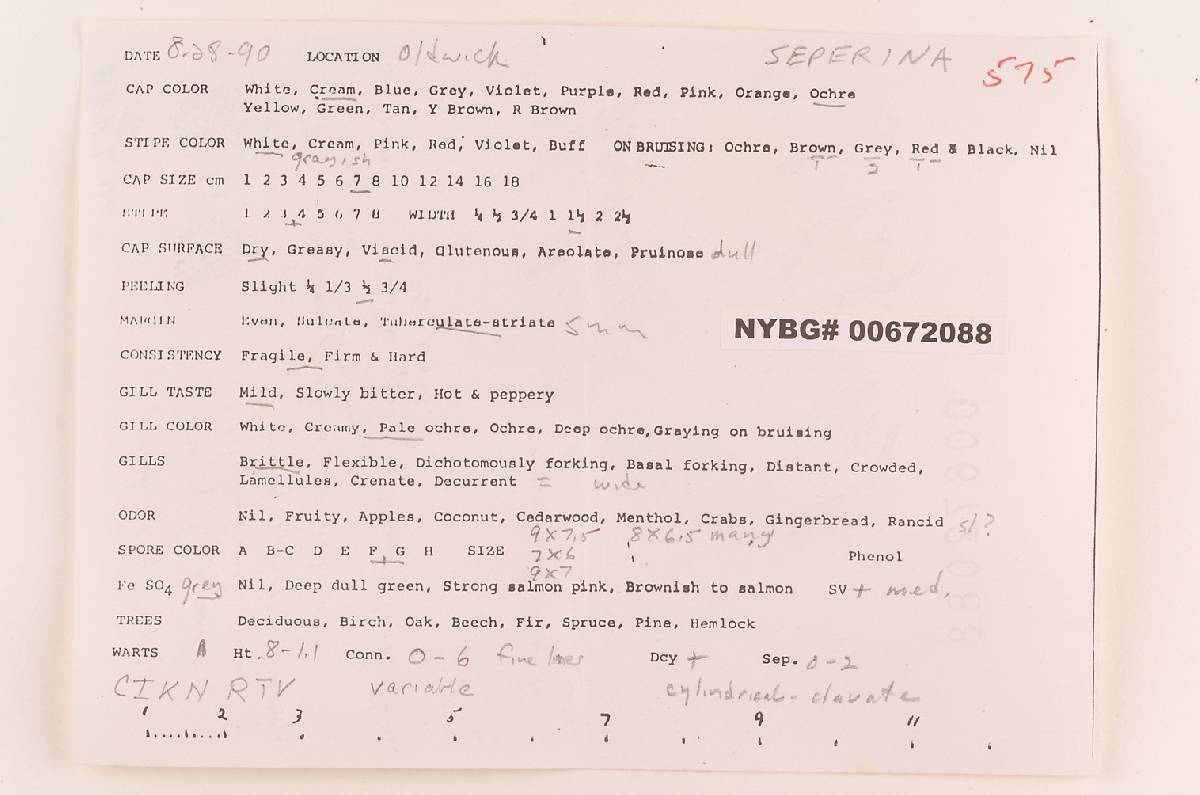 DATE 8-28-90 LOCATION Oldwick SEPERINA 575
CAP COLOR White, Cream, Blue, Grey, Violet, Purple, Red, Pink, Orange, Ochre
Yellow, Green, Tan, Y Brown, R Brown
STIPE COLOR White, Cream, Pink, Red, Violet, Buff ON BRUISING: Ochre, Brown, Grey, Red & Black, Nil
grayish 1 2 1
CAP SIZE cm 1 2 3 4 5 6 7 8 10 12 14 16 18
STIPE 1 2 3 4 5 6 7 8 WIDTH ¼ ½ 3/4 1 1½ 2 2½
CAP SURFACE Dry, Greasy, Viscid, Glutenous, Areolate, Pruinose dull
PEELING Slight ¼ 1/3 ½ 3/4
MARGIN Even, Sulcate, Tuberculate-striate 5mm
NYBG# 00672088
CONSISTENCY Fragile, Firm & Hard
GILL TASTE Mild, Slowly bitter, Hot & peppery
GILL COLOR White, Creamy, Pale ochre, Ochre, Deep ochre, Graying on bruising
GILLS Brittle, Flexible, Dichotomously forking, Basal forking, Distant, Crowded,
Lamellules, Crenate, Decurrent = wide
ODOR Nil, Fruity, Apples, Coconut, Cedarwood, Menthol, Crabs, Gingerbread, Rancid sl?
9X7,5 8X6,5 many
SPORE COLOR A B-C D E F G H SIZE 7X6 Phenol
9X7
Fe SO4 grey Nil, Deep dull green, Strong salmon pink, Brownish to salmon SV + med.
TREES Deciduous, Birch, Oak, Beech, Fir, Spruce, Pine, Hemlock
WARTS A Ht .8-1.1 Conn. 0-6 fine lines Dcy + Sep. 0-2
CIKN RTV variable cylindrical-clavate
1 2 3 5 7 9 11